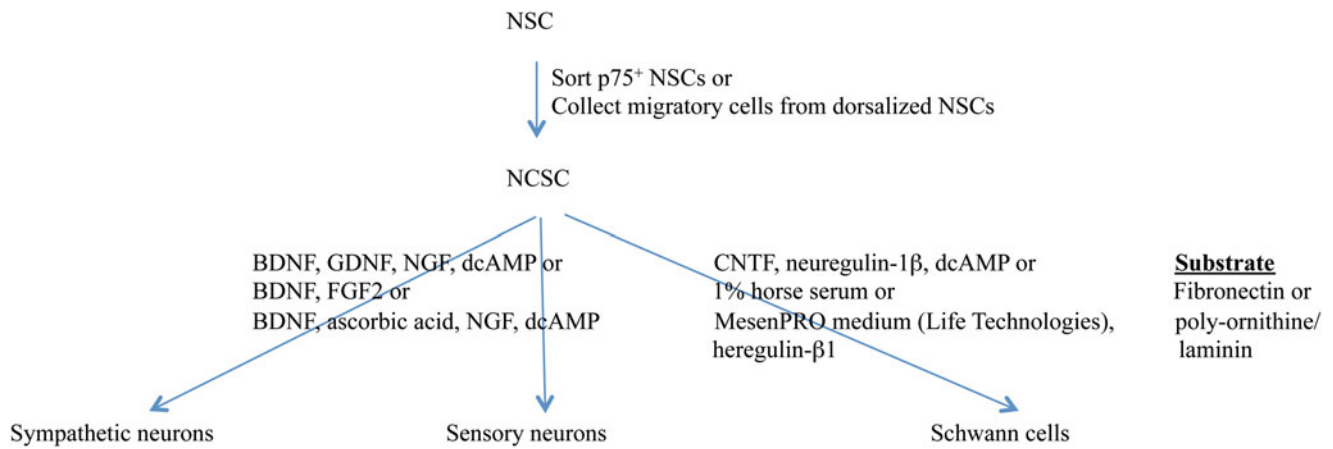 NSC
Sort p75⁺ NSCs or
Collect migratory cells from dorsalized NSCs
NCSC
BDNF, GDNF, NGF, dcAMP or
BDNF, FGF2 or
BDNF, ascorbic acid, NGF, dcAMP
CNTF, neuregulin-1β, dcAMP or
1% horse serum or
MesenPRO medium (Life Technologies),
heregulin-β1
Substrate
Fibronectin or
poly-ornithine/
laminin
Sympathetic neurons
Sensory neurons
Schwann cells